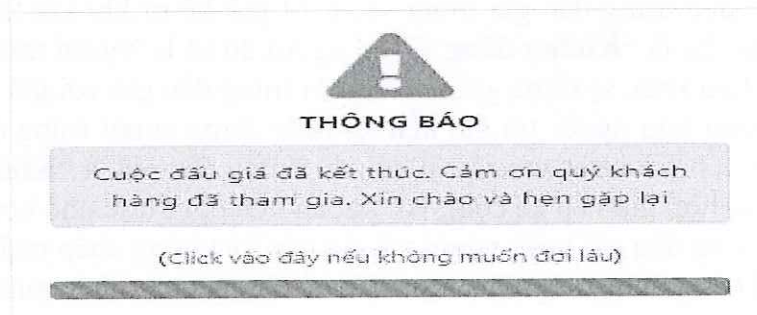 THÔNG BÁO
Cuộc đấu giá đã kết thúc. Cảm ơn quý khách
hàng đã tham gia. Xin chào và hẹn gặp lại
(Click vào đây nếu không muốn đợi lâu)